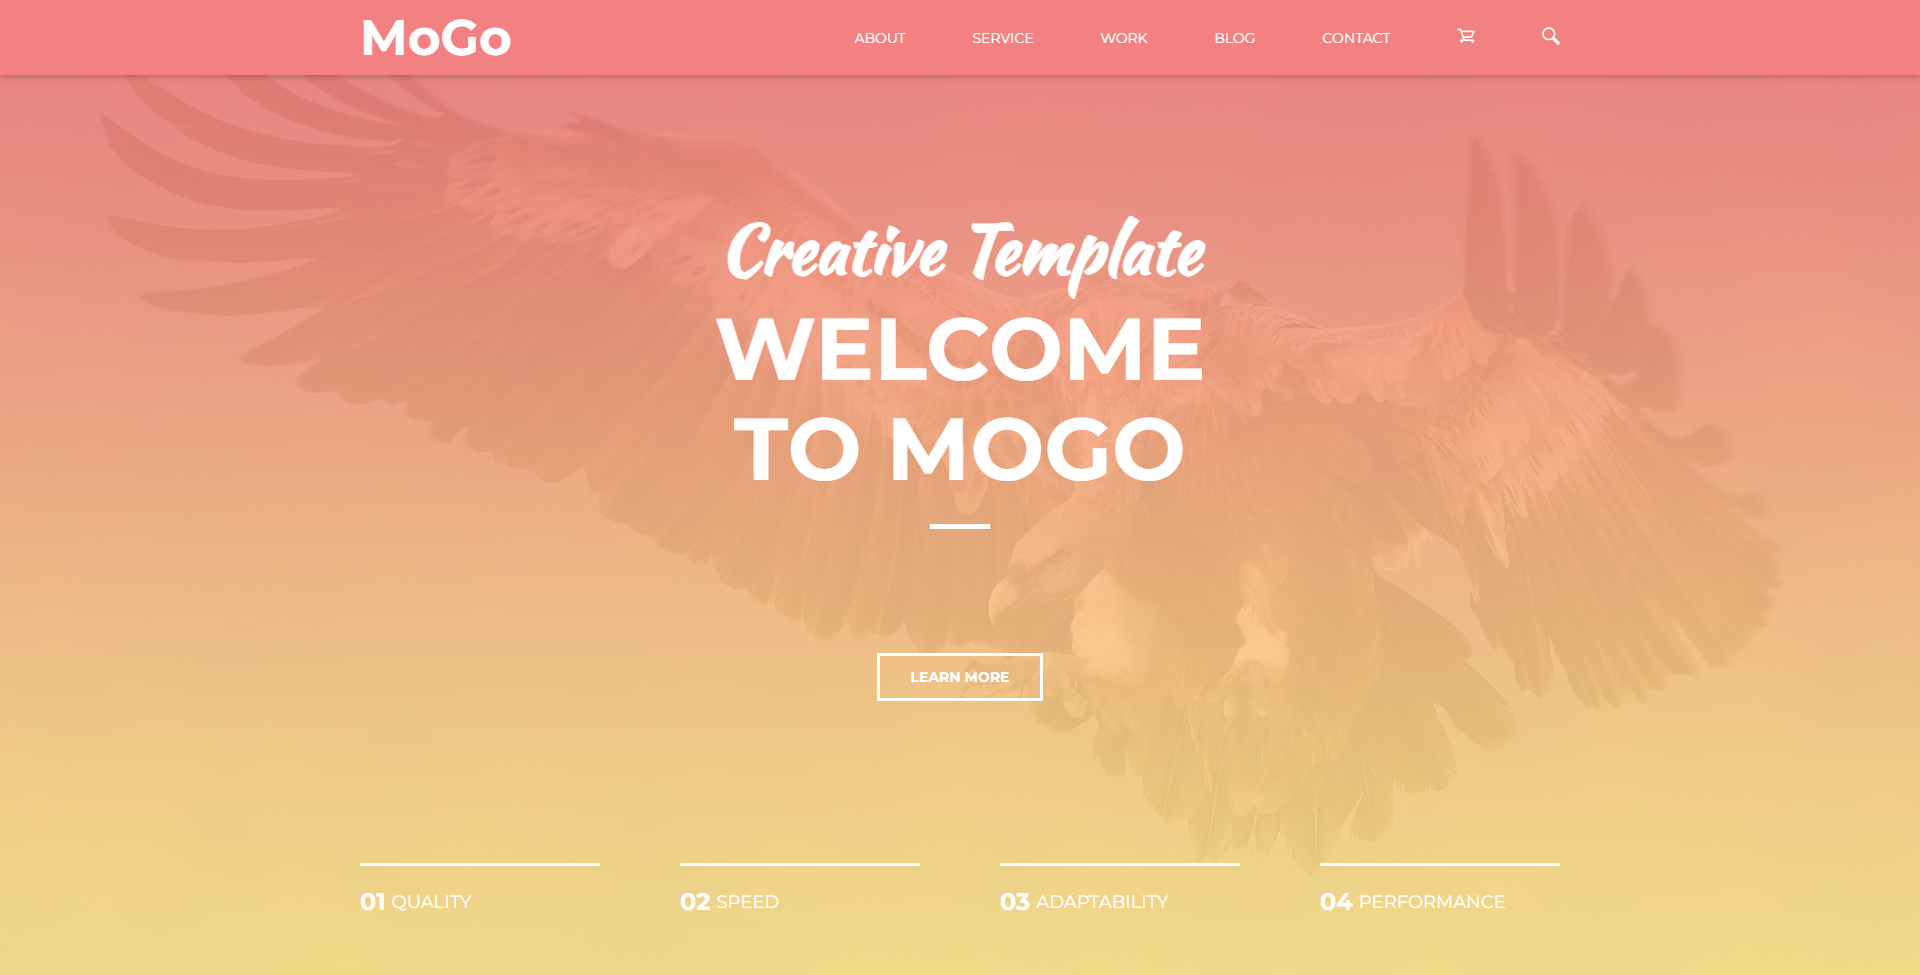 MoGo
ABOUT SERVICE WORK BLOG CONTACT
Creative Template
WELCOME
TO MOGO
LEARN MORE
01 QUALITY 02 SPEED 03 ADAPTABILITY 04 PERFORMANCE